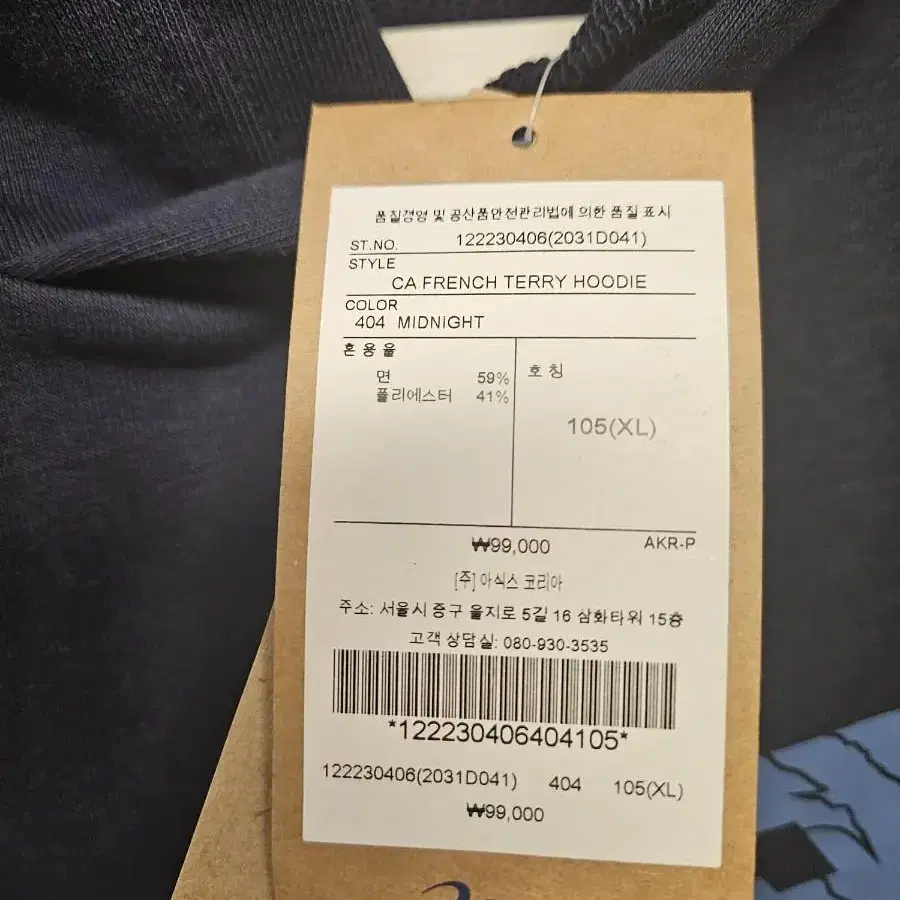 품질경영 및 공산품안전관리법에 의한 품질 표시
ST.NO. 122230406(2031D041)
STYLE
CA FRENCH TERRY HOODIE
COLOR
404 MIDNIGHT
혼용율
면 59%
폴리에스터 41%
호칭
105(XL)
₩99,000 AKR-P
[주] 아식스 코리아
주소: 서울시 중구 을지로 5길 16 삼화타워 15층
고객 상담실: 080-930-3535
*122230406404105*
122230406(2031D041) 404 105(XL)
₩99,000